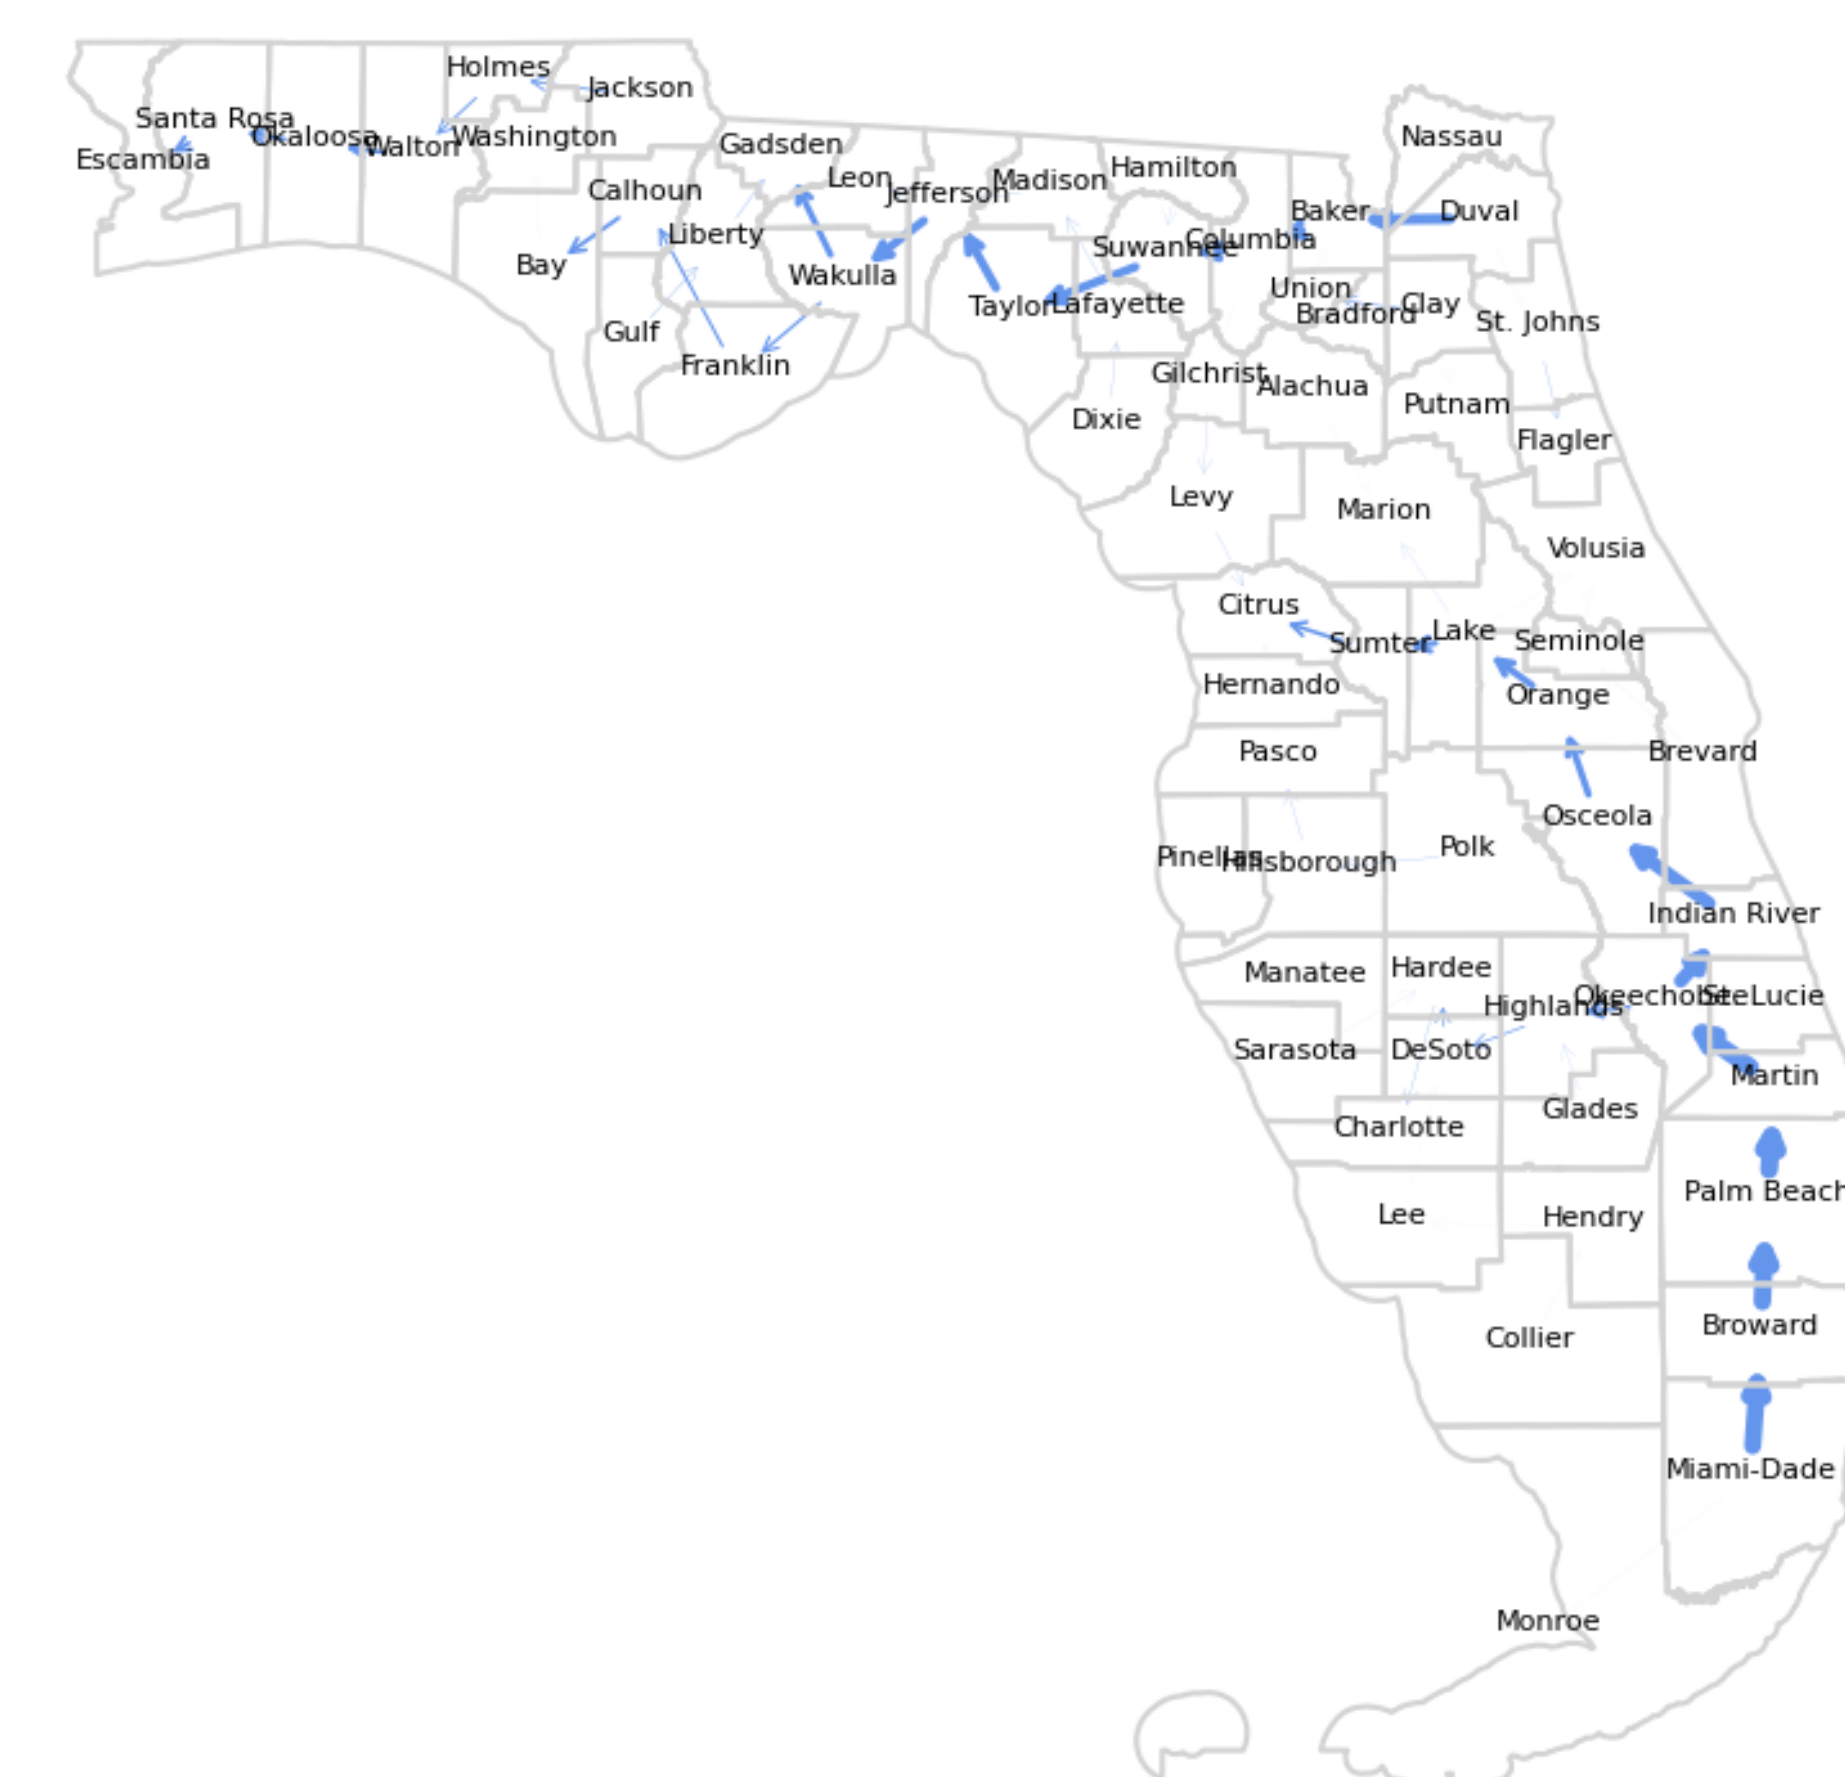 Holmes
Jackson
Santa Rosa
Okaloosa
Walton
Washington
Escambia
Gadsden
Nassau
Hamilton
Leon
Jefferson
Madison
Calhoun
Baker
Duval
Liberty
Columbia
Suwannee
Bay
Wakulla
Union
Taylor
Lafayette
Bradford
Clay
St. Johns
Gulf
Franklin
Gilchrist
Alachua
Putnam
Dixie
Flagler
Levy
Marion
Volusia
Citrus
Sumter
Lake
Seminole
Hernando
Orange
Pasco
Brevard
Osceola
Pinellas
Hillsborough
Polk
Indian River
Manatee
Hardee
Highlands
Okeechobee
St. Lucie
Sarasota
DeSoto
Martin
Charlotte
Glades
Palm Beach
Lee
Hendry
Broward
Collier
Miami-Dade
Monroe